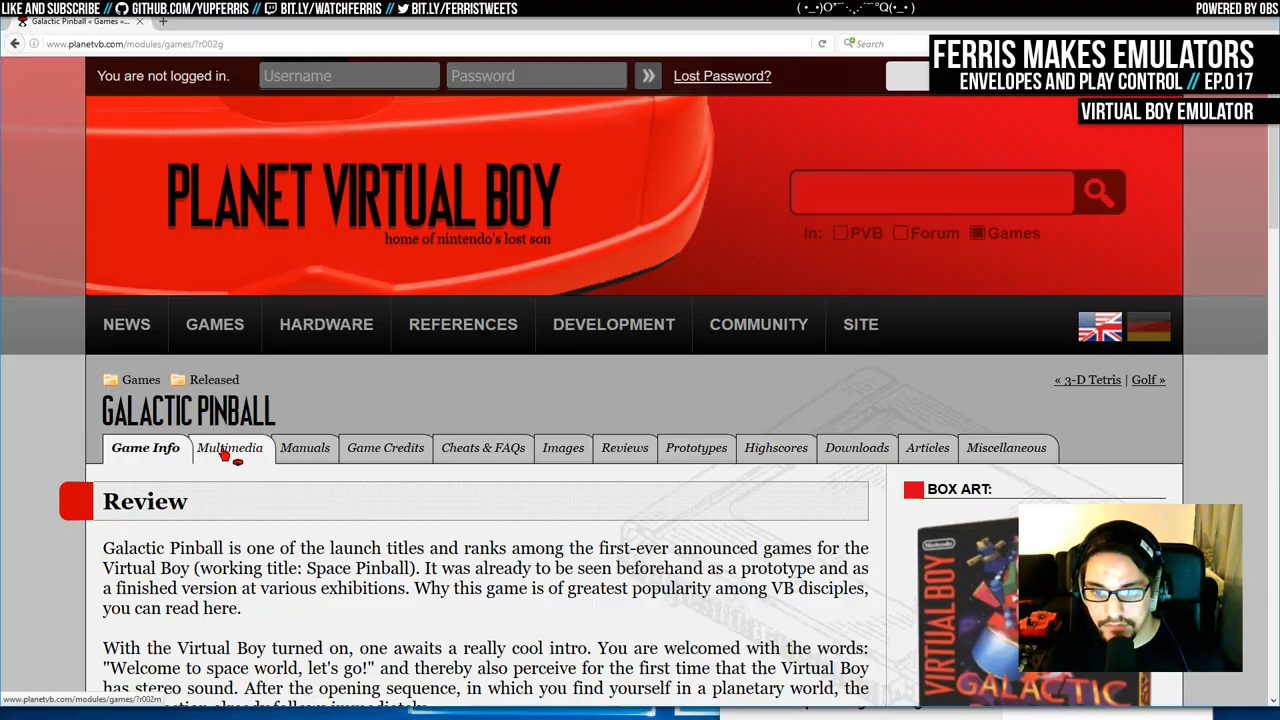 LIKE AND SUBSCRIBE // GITHUB.COM/YUPFERRIS // BIT.LY/WATCHFERRIS // BIT.LY/FERRISTWEETS
POWERED BY OBS
Galactic Pinball « Games «...
www.planetvb.com/modules/games/?r002g
Search
FERRIS MAKES EMULATORS
ENVELOPES AND PLAY CONTROL // EP.017
VIRTUAL BOY EMULATOR
You are not logged in.
Username
Password
Lost Password?
PLANET VIRTUAL BOY
home of nintendo's lost son
In: PVB Forum Games
NEWS GAMES HARDWARE REFERENCES DEVELOPMENT COMMUNITY SITE
Games Released
« 3-D Tetris | Golf »
GALACTIC PINBALL
Game Info Multimedia Manuals Game Credits Cheats & FAQs Images Reviews Prototypes Highscores Downloads Articles Miscellaneous
Review
Galactic Pinball is one of the launch titles and ranks among the first-ever announced games for the
Virtual Boy (working title: Space Pinball). It was already to be seen beforehand as a prototype and as
a finished version at various exhibitions. Why this game is of greatest popularity among VB disciples,
you can read here.
With the Virtual Boy turned on, one awaits a really cool intro. You are welcomed with the words:
"Welcome to space world, let's go!" and thereby also perceive for the first time that the Virtual Boy
has stereo sound. After the opening sequence, in which you find yourself in a planetary world, the
BOX ART:
Nintendo
VIRTUAL BOY
GALACTIC
www.planetvb.com/modules/games/?r002m